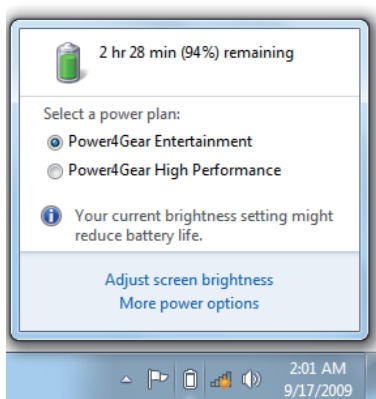 2 hr 28 min (94%) remaining
Select a power plan:
Power4Gear Entertainment
Power4Gear High Performance
Your current brightness setting might
reduce battery life.
Adjust screen brightness
More power options
2:01 AM
9/17/2009